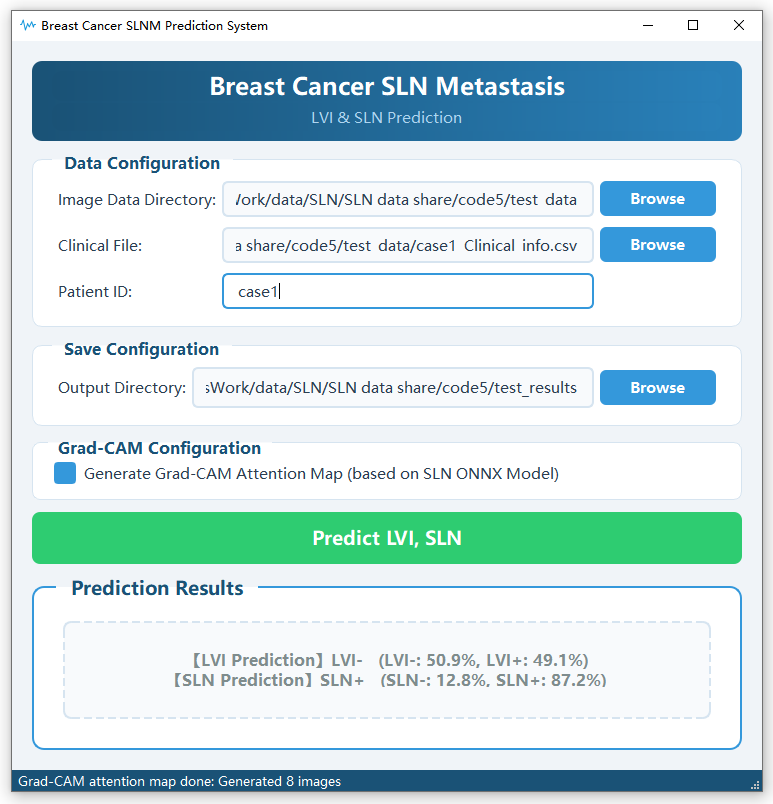 Breast Cancer SLNM Prediction System
Breast Cancer SLN Metastasis
LVI & SLN Prediction
Data Configuration
Image Data Directory: /ork/data/SLN/SLN data share/code5/test data Browse
Clinical File: a share/code5/test data/case1 Clinical info.csv Browse
Patient ID: case1
Save Configuration
Output Directory: sWork/data/SLN/SLN data share/code5/test_results Browse
Grad-CAM Configuration
Generate Grad-CAM Attention Map (based on SLN ONNX Model)
Predict LVI, SLN
Prediction Results
【LVI Prediction】LVI- (LVI-: 50.9%, LVI+: 49.1%)
【SLN Prediction】SLN+ (SLN-: 12.8%, SLN+: 87.2%)
Grad-CAM attention map done: Generated 8 images